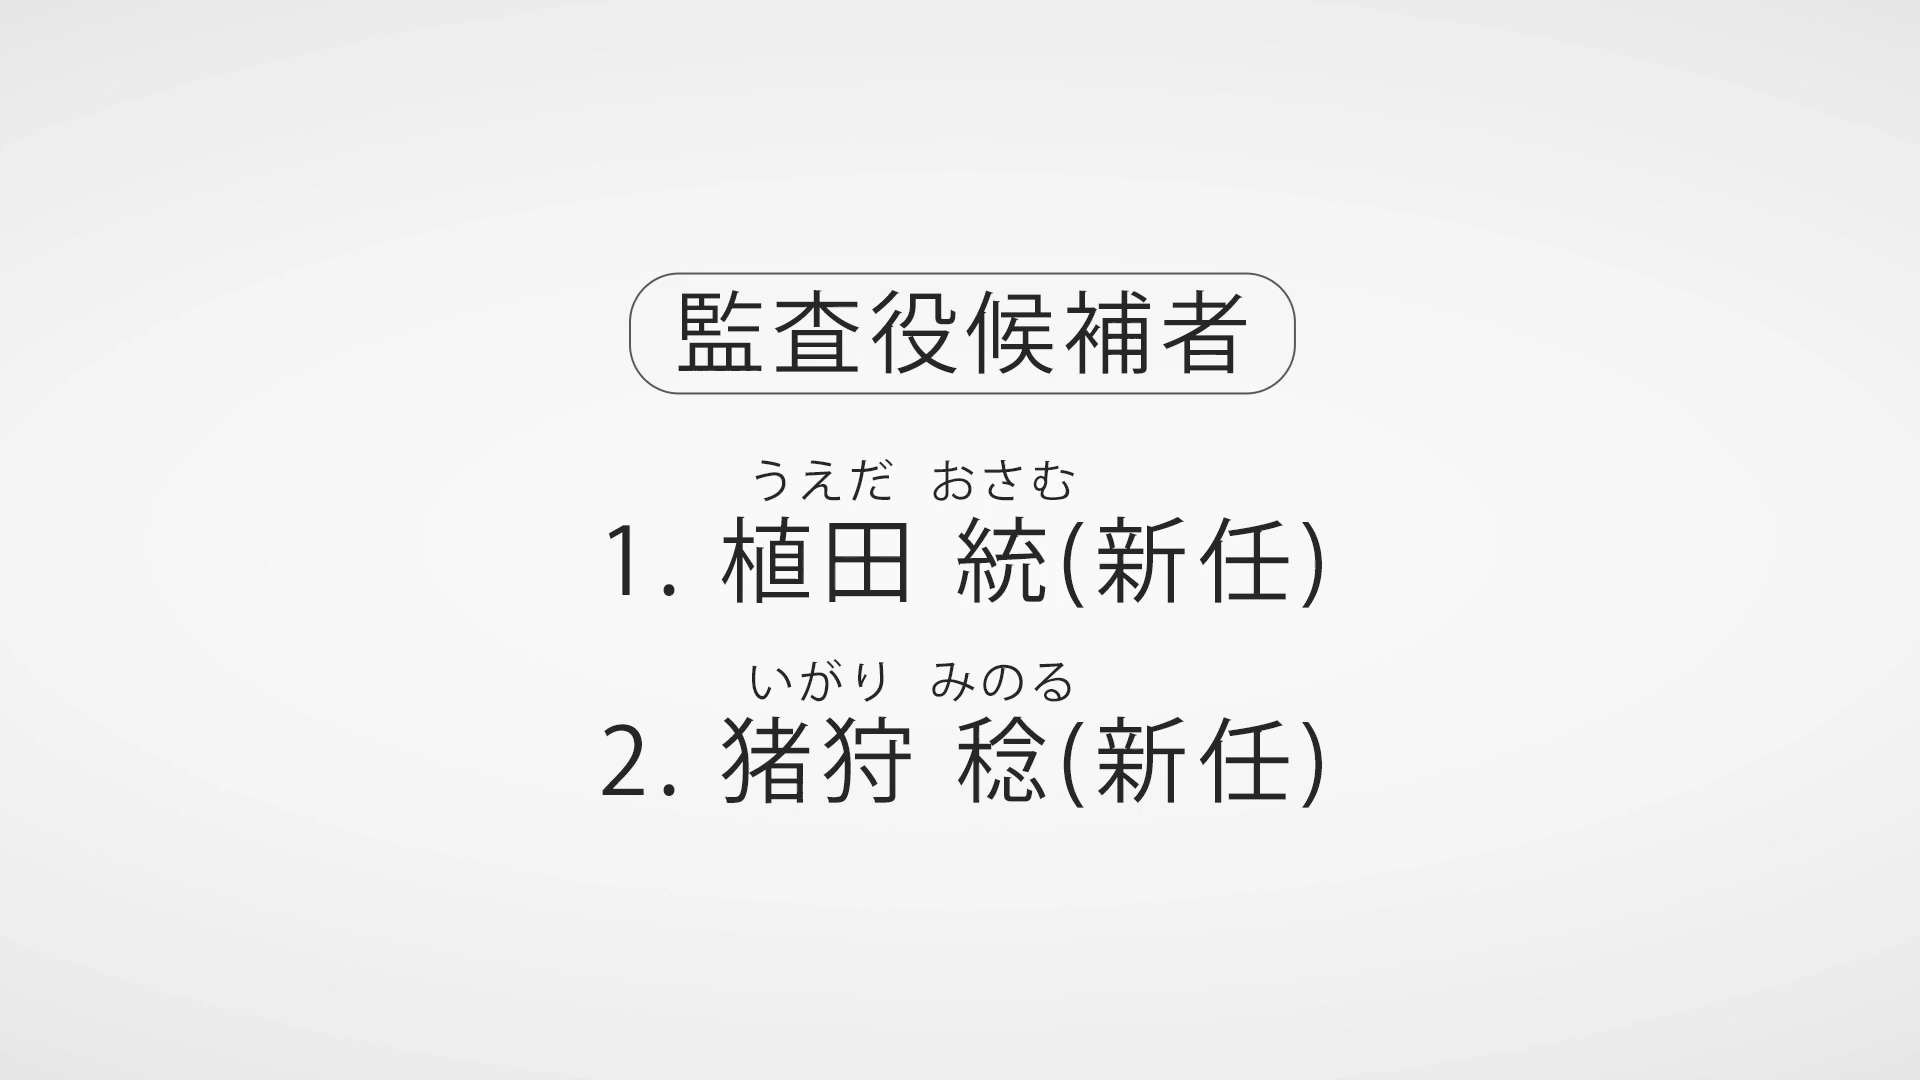 監査役候補者
うえだ おさむ
1. 植田 統(新任)
いがり みのる
2. 猪狩 稔(新任)